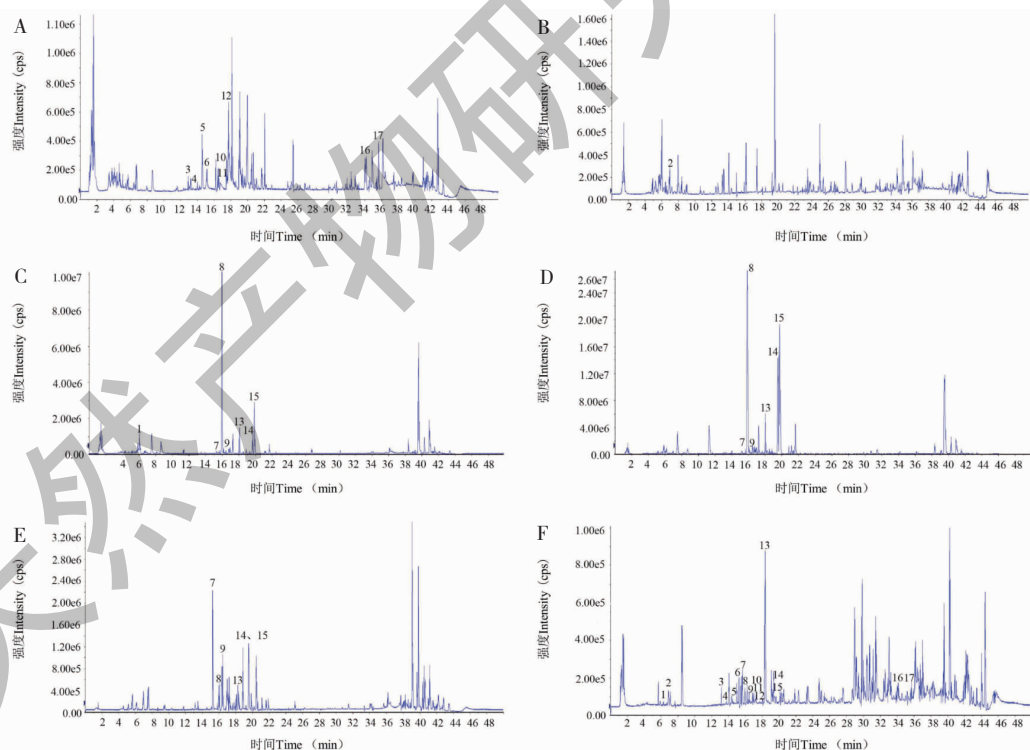 A
强度Intensity (cps)
1.10e6
1.00e6
8.00e5
6.00e5
4.00e5
2.00e5
0.00
3
4
5
6
10
11
12
16
17
2 4 6 8 10 12 14 16 18 20 22 24 26 28 30 32 34 36 38 40 42 44 46 48
时间Time (min)
B
强度Intensity (cps)
1.60e6
1.40e6
1.20e6
1.00e6
8.00e5
6.00e5
4.00e5
2.00e5
0.00
2
2 4 6 8 10 12 14 16 18 20 22 24 26 28 30 32 34 36 38 40 42 44 46 48
时间Time (min)
C
强度Intensity (cps)
1.00e7
8.00e6
6.00e6
4.00e6
2.00e6
0.00
1
7
8
9
13
14
15
4 6 8 10 12 14 16 18 20 22 24 26 28 30 32 34 36 38 40 42 44 46 48
时间Time (min)
D
强度Intensity (cps)
2.60e7
2.00e7
1.60e7
1.20e7
8.00e6
4.00e6
0.00
7
8
9
13
14
15
2 4 6 8 10 12 14 16 18 20 22 24 26 28 30 32 34 36 38 40 42 44 46 48
时间Time (min)
E
强度Intensity (cps)
3.20e6
2.80e6
2.40e6
2.00e6
1.60e6
1.20e6
8.00e5
4.00e5
0.00
7
8
9
13
14、 15
2 4 6 8 10 12 14 16 18 20 22 24 26 28 30 32 34 36 38 40 42 44 46 48
时间Time (min)
F
强度Intensity (cps)
1.00e6
8.00e5
6.00e5
4.00e5
2.00e5
0.00
1
2
3
4
5
6
7
8
9
10
11
12
13
14
15
16 17
2 4 6 8 10 12 14 16 18 20 22 24 26 28 30 32 34 36 38 40 42 44 46 48
时间Time (min)
然产物研